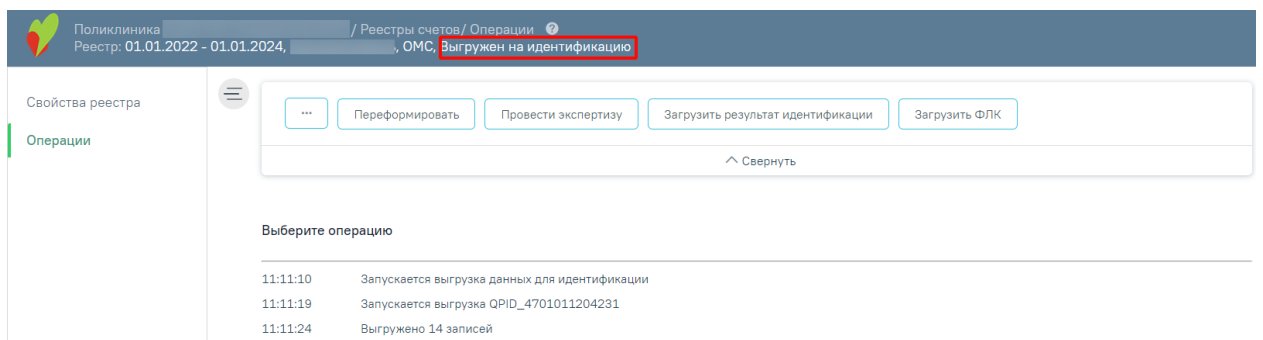 Поликлиника / Реестры счетов/ Операции ?
Реестр: 01.01.2022 - 01.01.2024, , ОМС, Выгружен на идентификацию
Свойства реестра
Операции
... Переформировать Провести экспертизу Загрузить результат идентификации Загрузить ФЛК
Свернуть
Выберите операцию
11:11:10 Запускается выгрузка данных для идентификации
11:11:19 Запускается выгрузка QPID_4701011204231
11:11:24 Выгружено 14 записей